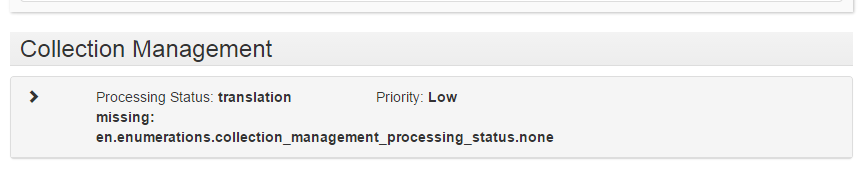 Collection Management
Processing Status: translation Priority: Low
missing:
en.enumerations.collection_management_processing_status.none